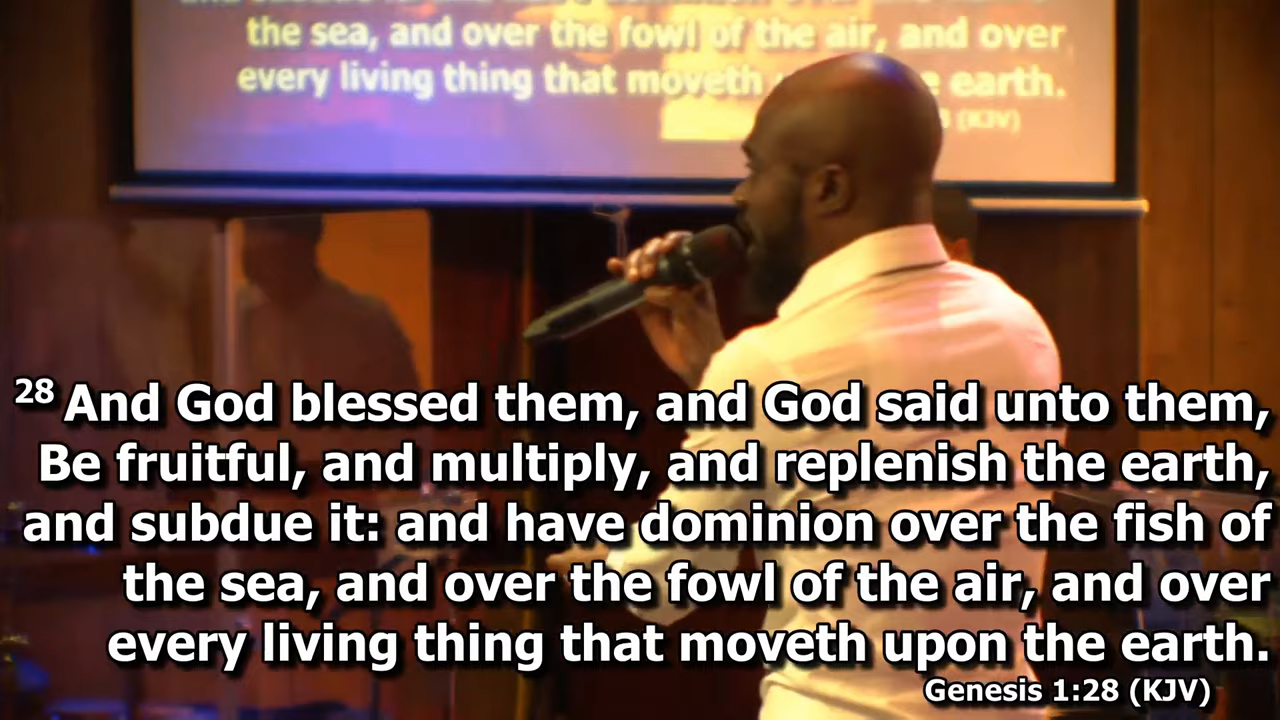 the sea, and over the fowl of the air, and over
every living thing that moveth earth.
(KJV)
28 And God blessed them, and God said unto them,
Be fruitful, and multiply, and replenish the earth,
and subdue it: and have dominion over the fish of
the sea, and over the fowl of the air, and over
every living thing that moveth upon the earth.
Genesis 1:28 (KJV)